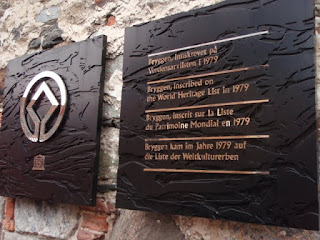 Bryggen, innskrevet på
Verdensarvlisten i 1979
Bryggen, inscribed on
the World Heritage List in 1979
Bryggen, inscrit sur la Liste
du Patrimoine Mondial en 1979
Bryggen kam im Jahre 1979 auf
die Liste der Weltkulturerben